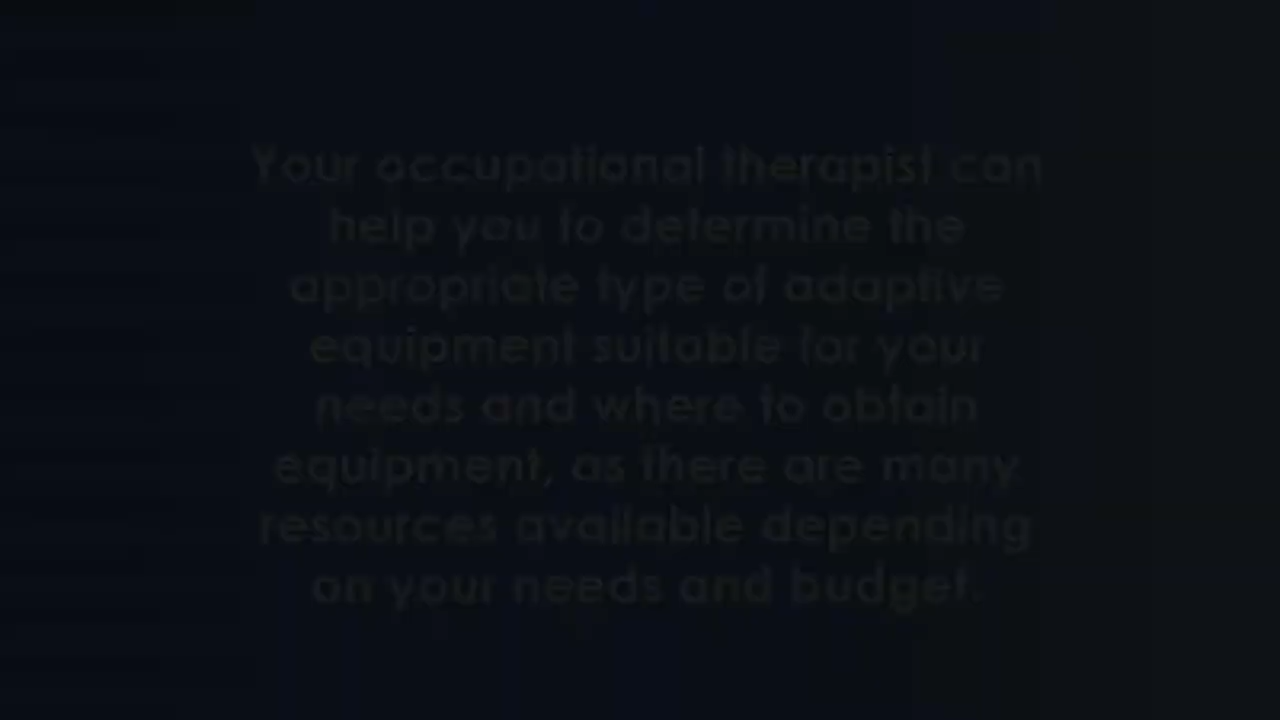 Your occupational therapist can
help you to determine the
appropriate type of adaptive
equipment suitable for your
needs and where to obtain
equipment, as there are many
resources available depending
on your needs and budget.